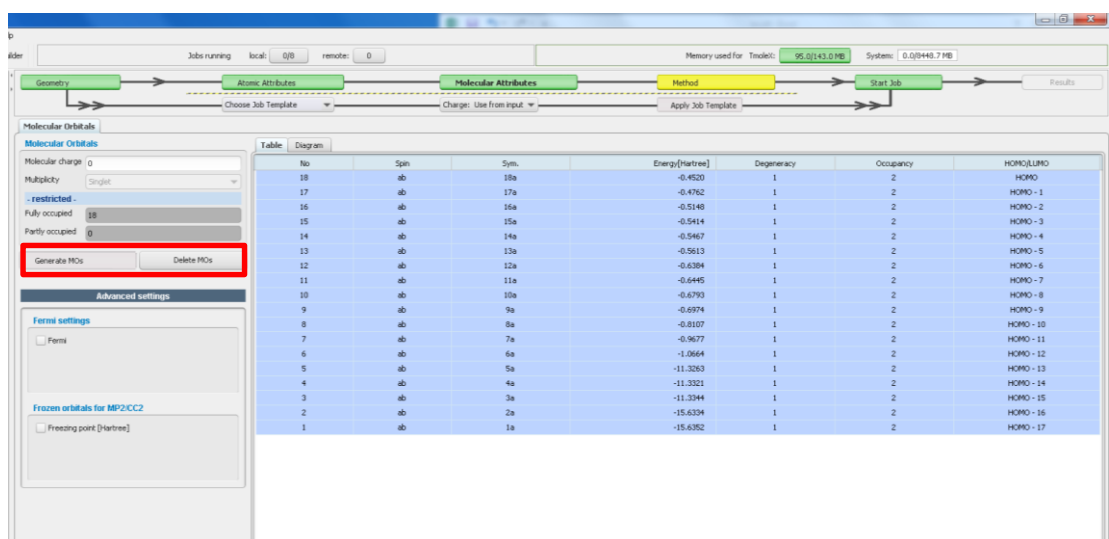 lp
ilder Jobs running local: 0/8 remote: 0 Memory used for TmoleX: 95.0/143.0 MB System: 0.0/8448.7 MB
Geometry Atomic Attributes Molecular Attributes Method Start Job Results
Choose Job Template Charge: Use from input Apply Job Template
Molecular Orbitals
Molecular Orbitals
Molecular charge 0
Multiplicity Singlet
- restricted -
Fully occupied 18
Partly occupied 0
Generate MOs Delete MOs
Advanced settings
Fermi settings
Fermi
Frozen orbitals for MP2/CC2
Freezing point [Hartree]
Table Diagram
No Spin Sym. Energy[Hartree] Degeneracy Occupancy HOMO/LUMO
18 ab 18a -0.4520 1 2 HOMO
17 ab 17a -0.4762 1 2 HOMO - 1
16 ab 16a -0.5148 1 2 HOMO - 2
15 ab 15a -0.5414 1 2 HOMO - 3
14 ab 14a -0.5467 1 2 HOMO - 4
13 ab 13a -0.5613 1 2 HOMO - 5
12 ab 12a -0.6384 1 2 HOMO - 6
11 ab 11a -0.6445 1 2 HOMO - 7
10 ab 10a -0.6793 1 2 HOMO - 8
9 ab 9a -0.6974 1 2 HOMO - 9
8 ab 8a -0.8107 1 2 HOMO - 10
7 ab 7a -0.9677 1 2 HOMO - 11
6 ab 6a -1.0664 1 2 HOMO - 12
5 ab 5a -11.3263 1 2 HOMO - 13
4 ab 4a -11.3321 1 2 HOMO - 14
3 ab 3a -11.3344 1 2 HOMO - 15
2 ab 2a -15.6334 1 2 HOMO - 16
1 ab 1a -15.6352 1 2 HOMO - 17